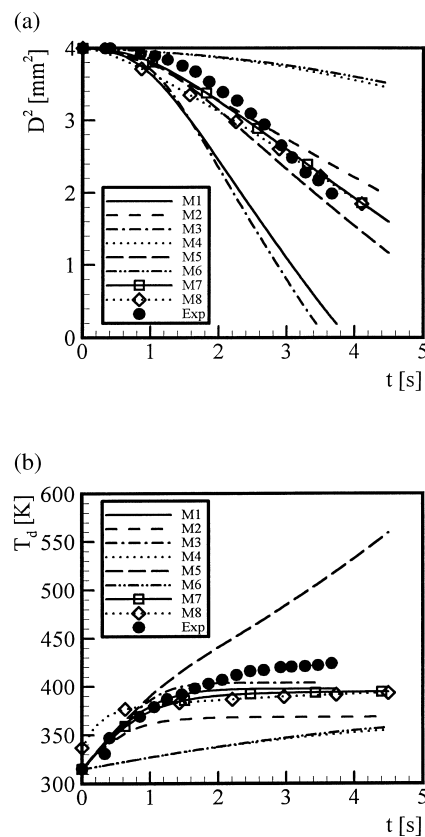 (a)
D² [mm²]
4
3
2
1
0
M1
M2
M3
M4
M5
M6
M7
M8
Exp
0 1 2 3 4 5
t [s]
(b)
T_d [K]
600
550
500
450
400
350
300
M1
M2
M3
M4
M5
M6
M7
M8
Exp
0 1 2 3 4 5
t [s]